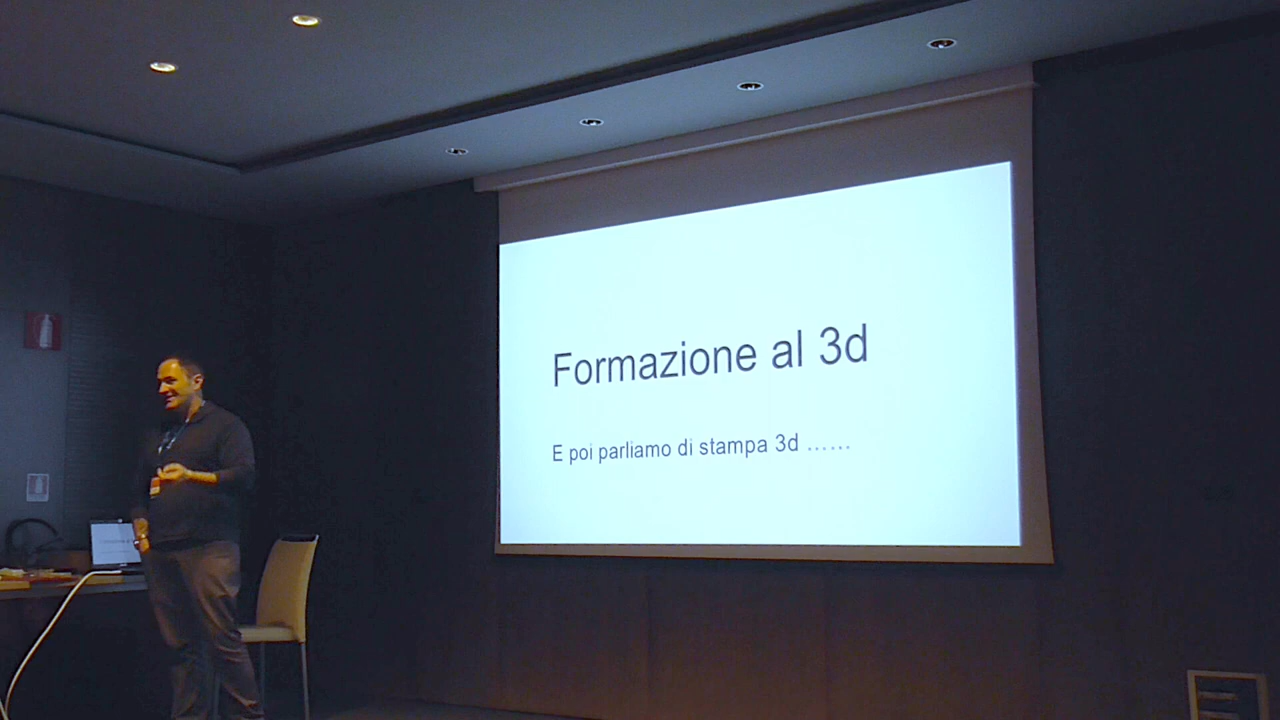 Formazione al 3d
E poi parliamo di stampa 3d ......